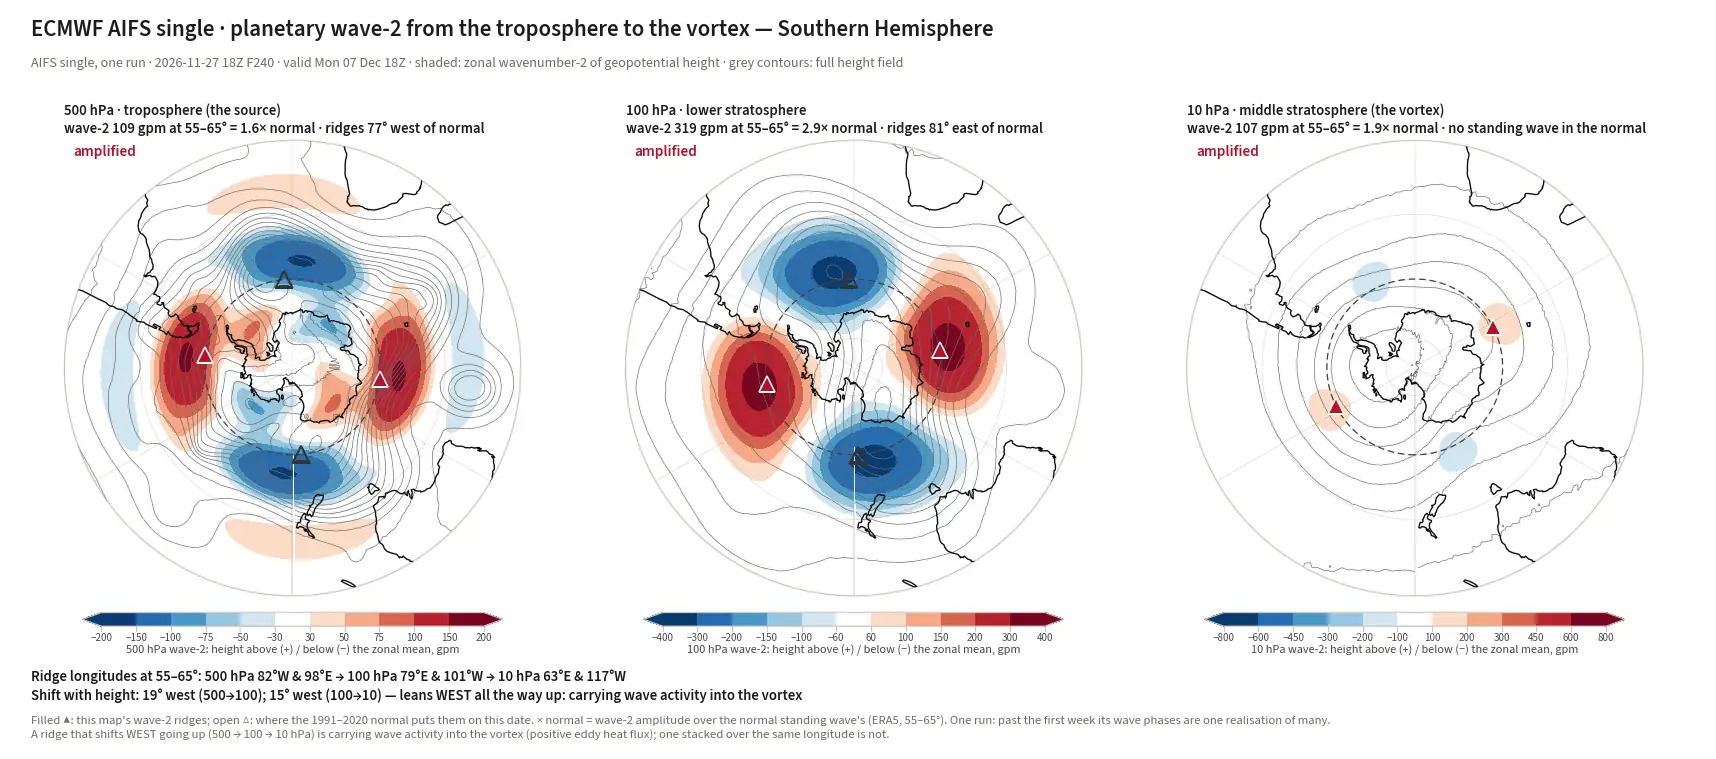 ECMWF AIFS single · planetary wave-2 from the troposphere to the vortex — Southern Hemisphere
AIFS single, one run · 2026-11-27 18Z F240 · valid Mon 07 Dec 18Z · shaded: zonal wavenumber-2 of geopotential height · grey contours: full height field
500 hPa · troposphere (the source)
wave-2 109 gpm at 55–65° = 1.6× normal · ridges 77° west of normal
amplified
100 hPa · lower stratosphere
wave-2 319 gpm at 55–65° = 2.9× normal · ridges 81° east of normal
amplified
10 hPa · middle stratosphere (the vortex)
wave-2 107 gpm at 55–65° = 1.9× normal · no standing wave in the normal
amplified
−200 −150 −100 −75 −50 −30 30 50 75 100 150 200
500 hPa wave-2: height above (+) / below (−) the zonal mean, gpm
−400 −300 −200 −150 −100 −60 60 100 150 200 300 400
100 hPa wave-2: height above (+) / below (−) the zonal mean, gpm
−800 −600 −450 −300 −200 −100 100 200 300 450 600 800
10 hPa wave-2: height above (+) / below (−) the zonal mean, gpm
Ridge longitudes at 55–65°: 500 hPa 82°W & 98°E → 100 hPa 79°E & 101°W → 10 hPa 63°E & 117°W
Shift with height: 19° west (500→100); 15° west (100→10) — leans WEST all the way up: carrying wave activity into the vortex
Filled ▲: this map's wave-2 ridges; open △: where the 1991–2020 normal puts them on this date. × normal = wave-2 amplitude over the normal standing wave's (ERA5, 55–65°). One run: past the first week its wave phases are one realisation of many.
A ridge that shifts WEST going up (500 → 100 → 10 hPa) is carrying wave activity into the vortex (positive eddy heat flux); one stacked over the same longitude is not.